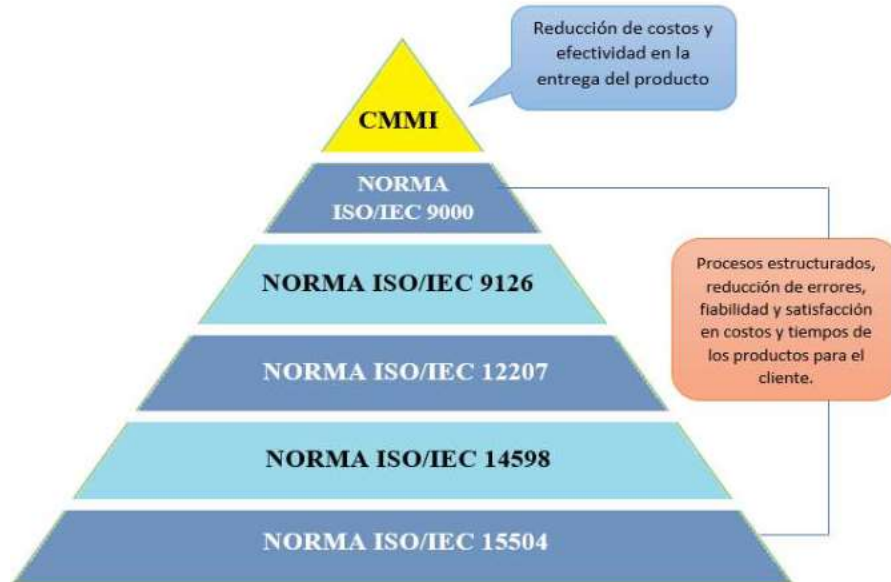 Reducción de costos y
efectividad en la
entrega del producto
CMMI
NORMA
ISO/IEC 9000
NORMA ISO/IEC 9126
Procesos estructurados,
reducción de errores,
fiabilidad y satisfacción
en costos y tiempos de
los productos para el
cliente.
NORMA ISO/IEC 12207
NORMA ISO/IEC 14598
NORMA ISO/IEC 15504